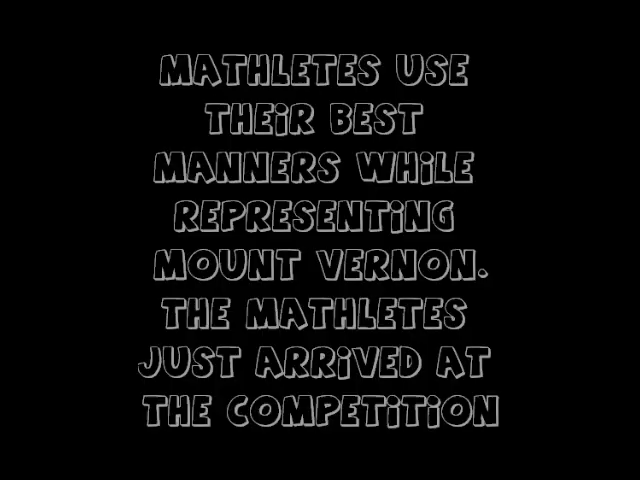 MATHLETES USE
THEiR BEST
MANNERS WHiLE
REPRESENTiNG
MOUNT VERNON.
THE MATHLETES
JUST ARRiVED AT
THE COMPETiTiON